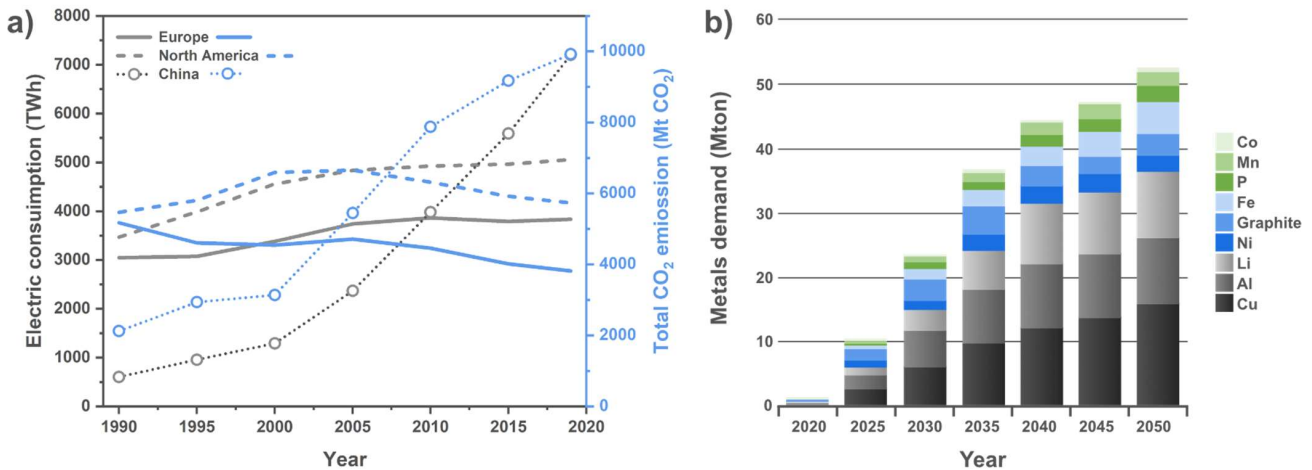 a)
Electric consuimption (TWh)
8000
7000
6000
5000
4000
3000
2000
1000
0
Europe
North America
China
10000
8000
6000
4000
2000
0
Total CO₂ emiossion (Mt CO₂)
1990 1995 2000 2005 2010 2015 2020
Year
b)
Metals demand (Mton)
60
50
40
30
20
10
0
2020 2025 2030 2035 2040 2045 2050
Year
Co
Mn
P
Fe
Graphite
Ni
Li
Al
Cu